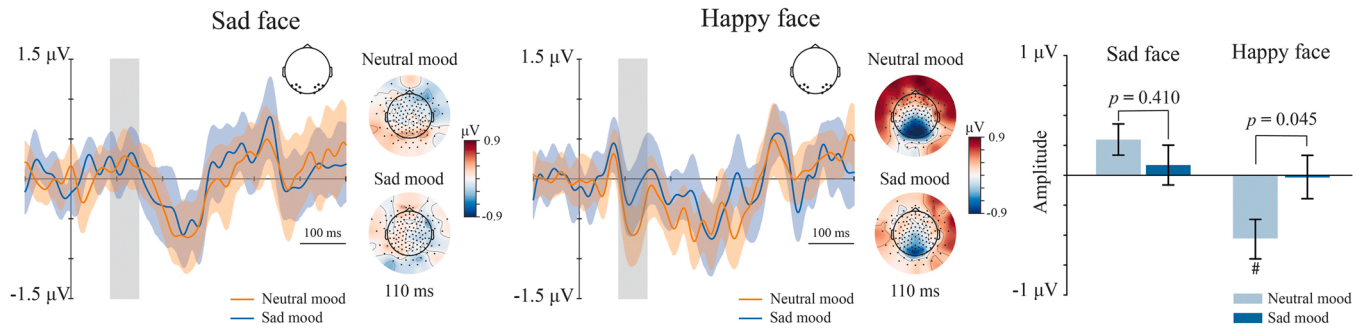 Sad face
1.5 µV
-1.5 µV
Neutral mood
µV
0.9
-0.9
Sad mood
110 ms
100 ms
Neutral mood
Sad mood
Happy face
1.5 µV
-1.5 µV
Neutral mood
µV
0.9
-0.9
Sad mood
110 ms
100 ms
Neutral mood
Sad mood
1 µV
Amplitude
-1 µV
Sad face
Happy face
p = 0.410
p = 0.045
#
Neutral mood
Sad mood